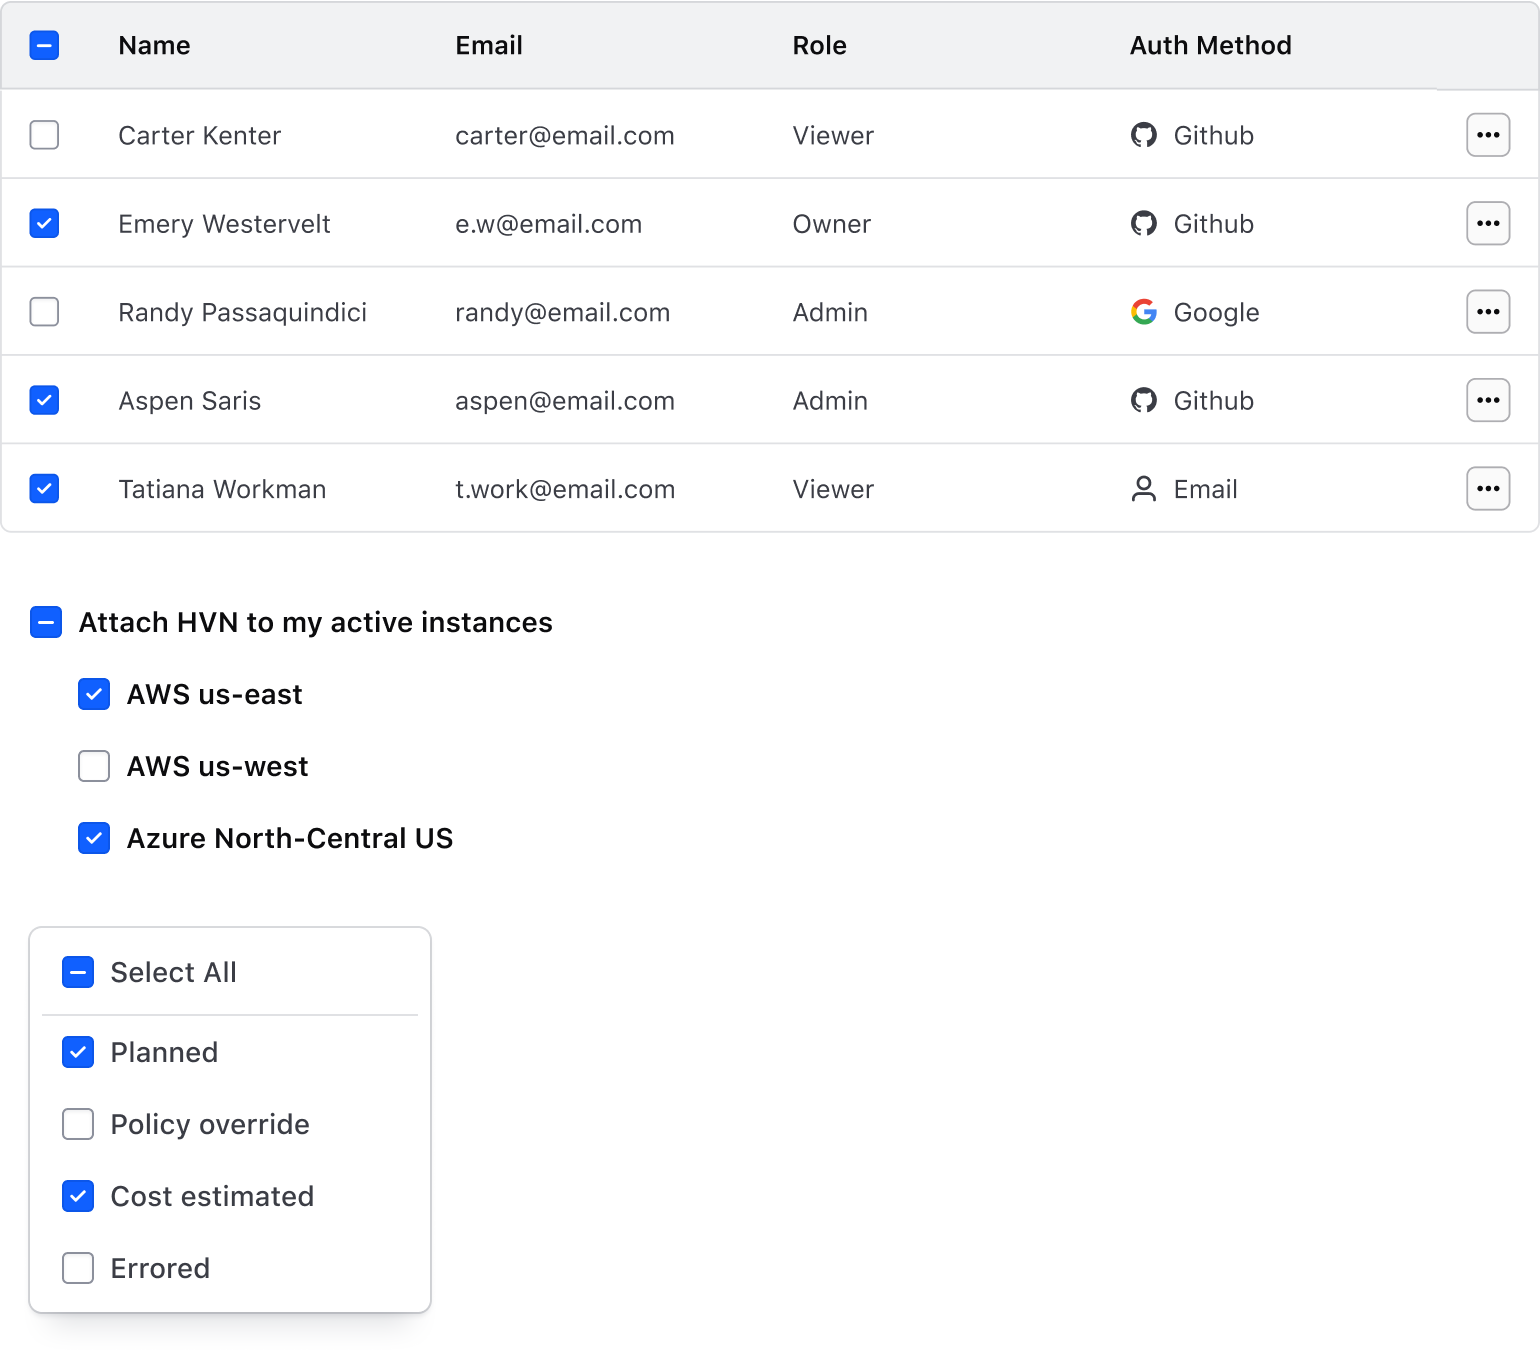 Name Email Role Auth Method
Carter Kenter carter@email.com Viewer Github
Emery Westervelt e.w@email.com Owner Github
Randy Passaquindici randy@email.com Admin Google
Aspen Saris aspen@email.com Admin Github
Tatiana Workman t.work@email.com Viewer Email
Attach HVN to my active instances
AWS us-east
AWS us-west
Azure North-Central US
Select All
Planned
Policy override
Cost estimated
Errored